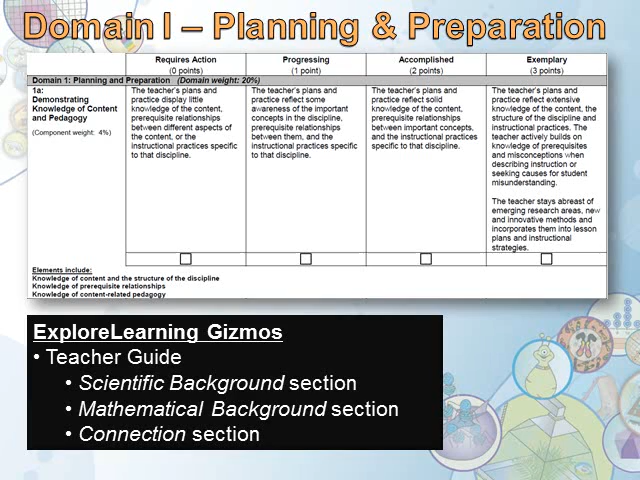 Domain I – Planning & Preparation
Requires Action
(0 points)
Progressing
(1 point)
Accomplished
(2 points)
Exemplary
(3 points)
Domain 1: Planning and Preparation (Domain weight: 20%)
1a:
Demonstrating
Knowledge of Content
and Pedagogy
(Component weight: 4%)
The teacher's plans and
practice display little
knowledge of the content,
prerequisite relationships
between different aspects of
the content, or the
instructional practices specific
to that discipline.
The teacher's plans and
practice reflect some
awareness of the important
concepts in the discipline,
prerequisite relationships
between them, and the
instructional practices specific
to that discipline.
The teacher's plans and
practice reflect solid
knowledge of the content,
prerequisite relationships
between important concepts,
and the instructional practices
specific to that discipline.
The teacher's plans and
practice reflect extensive
knowledge of the content, the
structure of the discipline and
instructional practices. The
teacher actively builds on
knowledge of prerequisites
and misconceptions when
describing instruction or
seeking causes for student
misunderstanding.
The teacher stays abreast of
emerging research areas, new
and innovative methods and
incorporates them into lesson
plans and instructional
strategies.
Elements include:
Knowledge of content and the structure of the discipline
Knowledge of prerequisite relationships
Knowledge of content-related pedagogy
ExploreLearning Gizmos
• Teacher Guide
• Scientific Background section
• Mathematical Background section
• Connection section